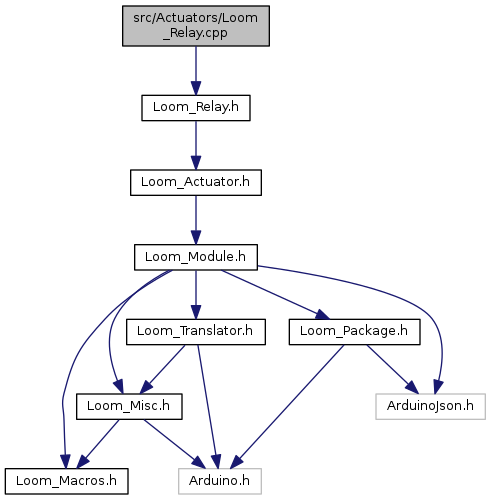 src/Actuators/Loom
_Relay.cpp
Loom_Relay.h
Loom_Actuator.h
Loom_Module.h
Loom_Translator.h
Loom_Package.h
Loom_Misc.h
ArduinoJson.h
Loom_Macros.h
Arduino.h